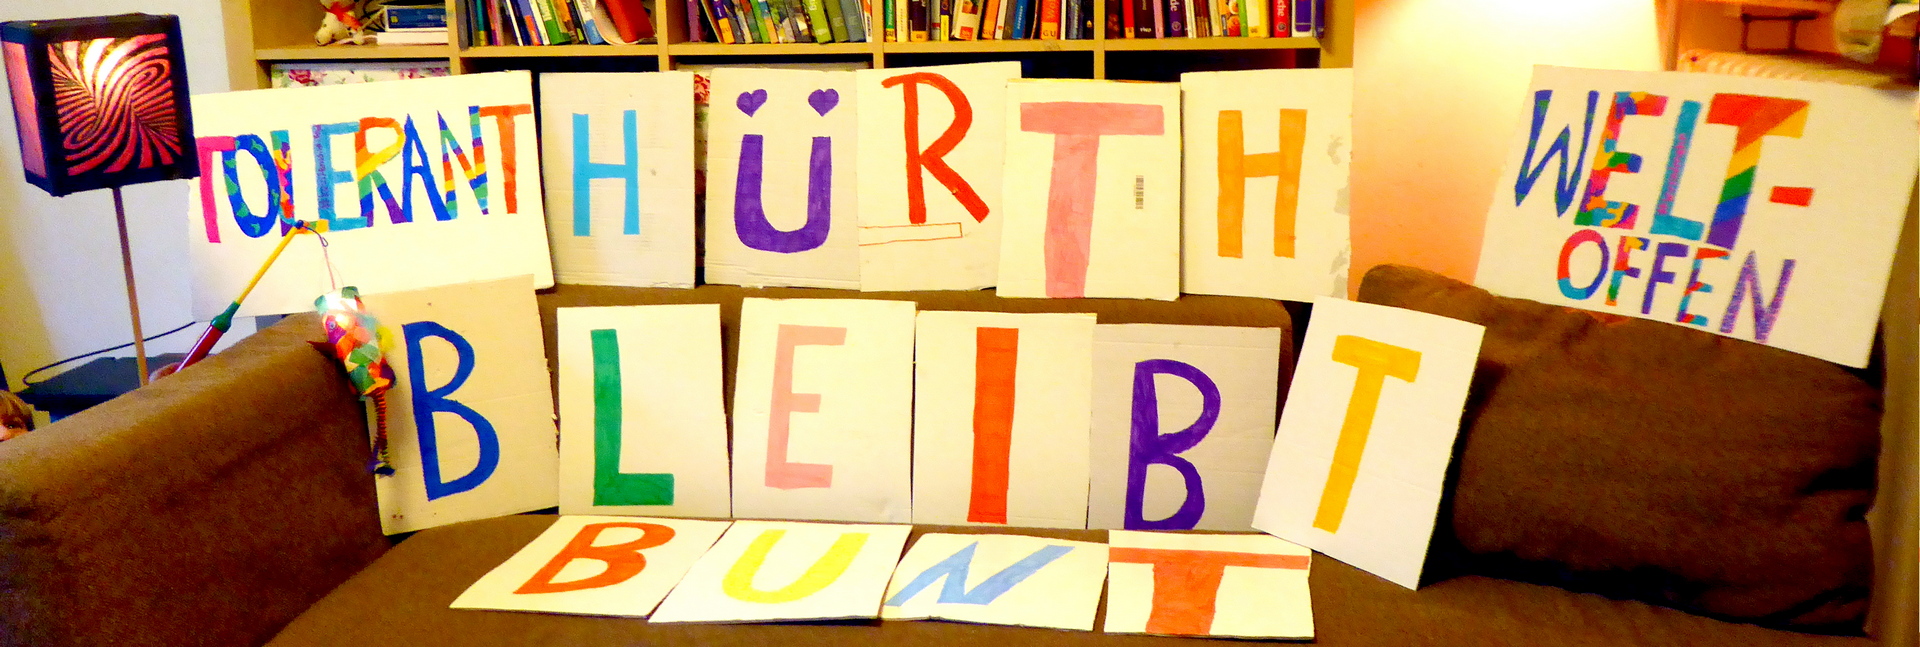 TOLERANT
HÜRTH
WELT-
OFFEN
BLEIBT
BUNT